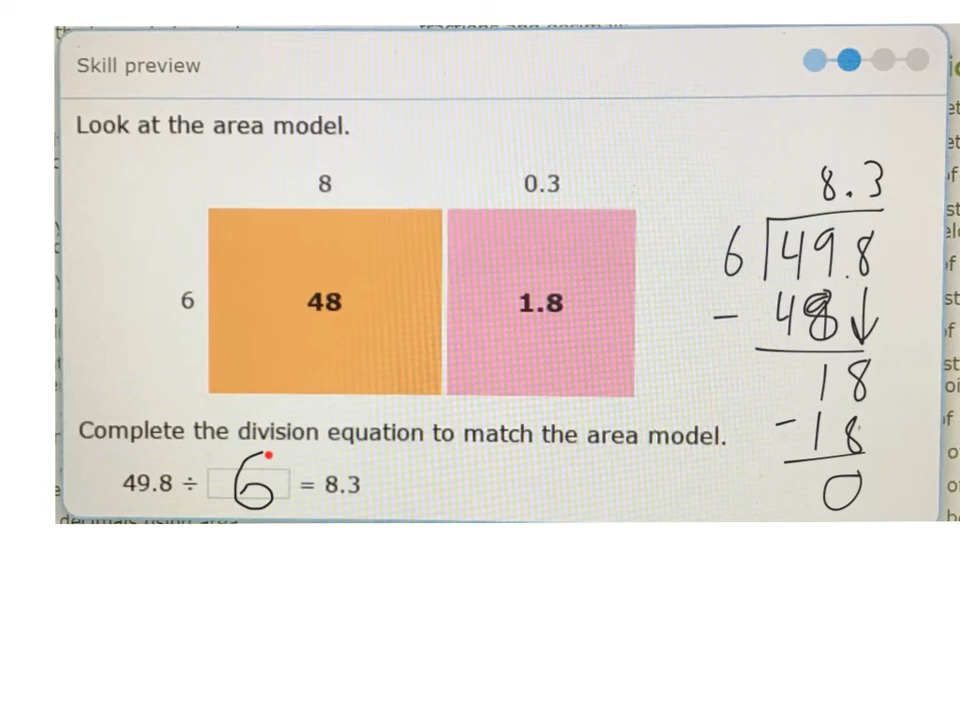 Skill preview
Look at the area model.
8 0.3
6 48 1.8
Complete the division equation to match the area model.
49.8 ÷ 6 = 8.3
8.3
6 49.8
- 48↓
18
-18
0